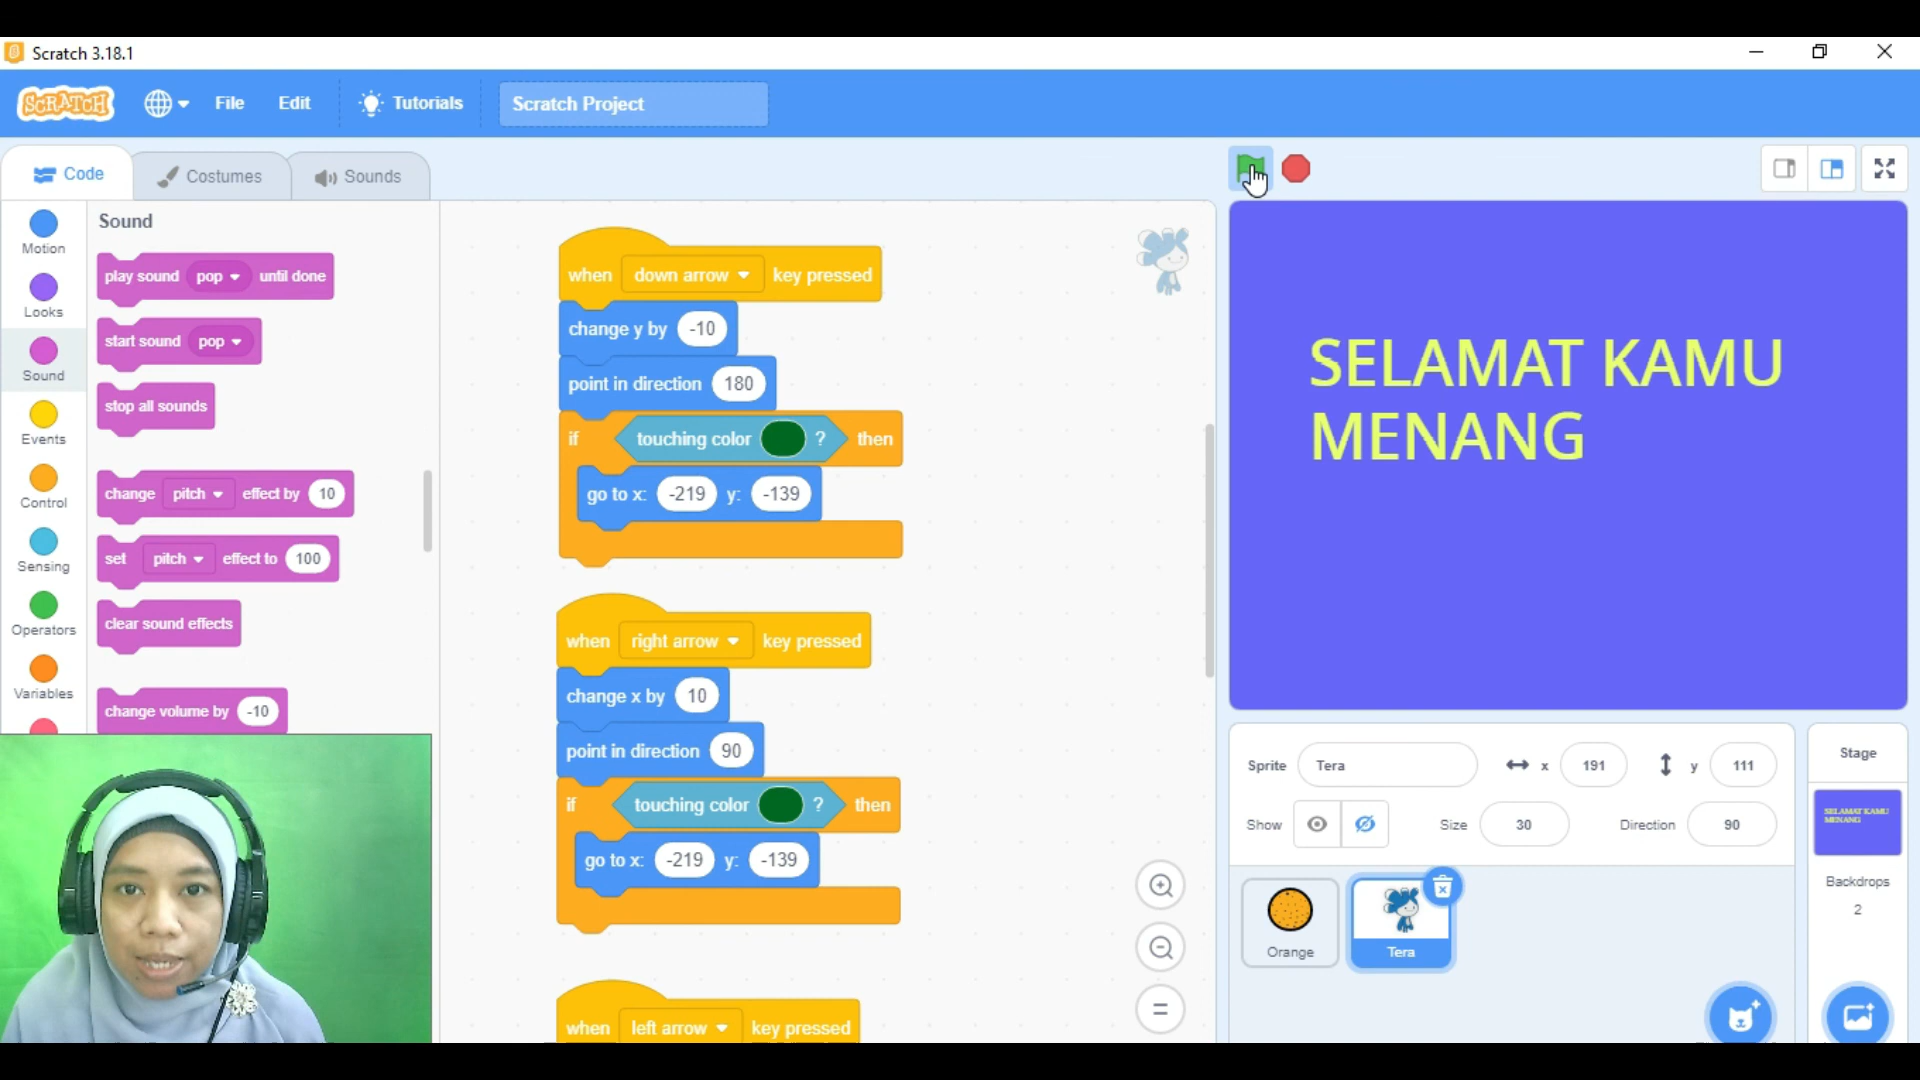 Scratch 3.18.1
SCRATCH
File
Edit
Tutorials
Scratch Project
Code
Costumes
Sounds
Motion
Looks
Sound
Events
Control
Sensing
Operators
Variables
Sound
play sound pop until done
start sound pop
stop all sounds
change pitch effect by 10
set pitch effect to 100
clear sound effects
change volume by -10
when down arrow key pressed
change y by -10
point in direction 180
if touching color ? then
go to x: -219 y: -139
when right arrow key pressed
change x by 10
point in direction 90
if touching color ? then
go to x: -219 y: -139
when left arrow key pressed
SELAMAT KAMU
MENANG
Sprite Tera x 191 y 111
Show Size 30 Direction 90
Orange
Tera
Stage
SELAMAT KAMU
MENANG
Backdrops
2